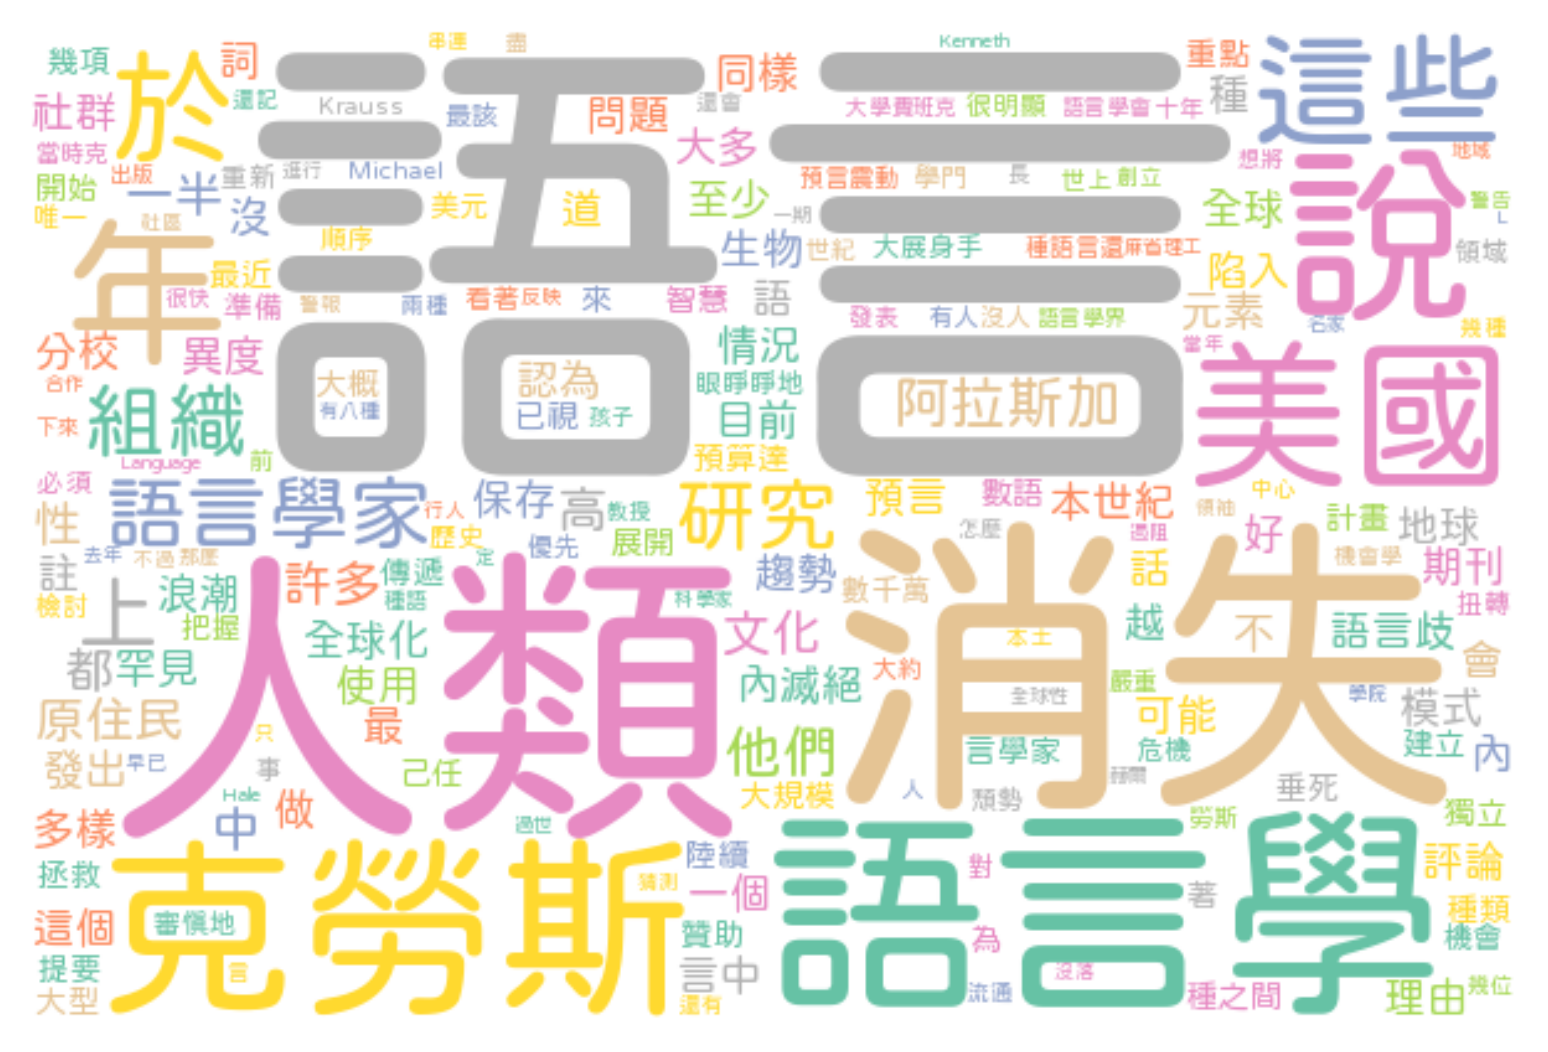 幾項
於
詞
串連
盡
同樣
Kenneth
重點
這些
社群
還記
Krauss
語言
最該
問題
還會
大學費班克
很明顯
語言學會
十年
種
當時克
出版
一半
重新
進行
Michael
大多
預言震動
學門
長
世上
創立
想將
地域
說
開始
唯一
社區
沒
美元
道
至少
一期
全球
警告
L
年
最近
順序
生物
世紀
大展身手
種語言還
麻省理工
陷入
領域
很快
準備
警報
兩種
看著
反映
來
智慧
語
發表
有人
沒人
語言學界
元素
名家
幾種
分校
異度
情況
當年
美國
合作
組織
大概
有八種
認為
已視
孩子
眼睜睜地
目前
阿拉斯加
下來
Language
前
預算達
必須
語言學家
行人
保存
高
教授
研究
預言
數語
本世紀
領袖
中心
好
計畫
地球
性
歷史
優先
展開
怎麼
過阻
註
去年
不過
那麼
定
趨勢
消失
話
機會學
期刊
檢討
上
浪潮
把握
人類
許多
傳遞
種語
科學家
數千萬
扭轉
都
罕見
全球化
文化
本土
越
不
語言歧
會
使用
內滅絕
大約
全球性
嚴重
學院
模式
原住民
最
只
他們
可能
發出
早已
事
己任
言學家
危機
建立
內
Hale
大規模
人
頹勢
赫爾
垂死
多樣
中
做
過世
勞斯
獨立
克勞斯
陸續
語言學
對
評論
拯救
猜測
一個
著
種類
這個
審慎地
贊助
為
機會
提要
言
言中
沒落
大型
還有
流通
種之間
理由
幾位